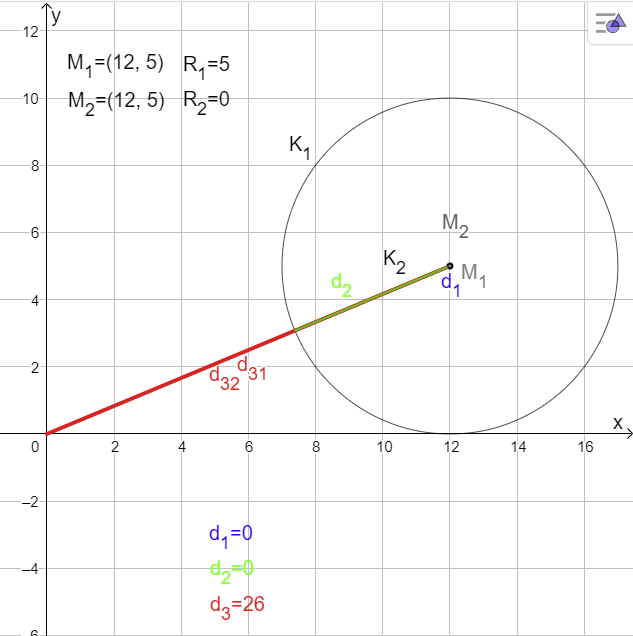 y
12
M₁=(12, 5) R₁=5
M₂=(12, 5) R₂=0
10
K₁
8
M₂
6
K₂
M₁
d₂
d₁
4
d₃₁
d₃₂
2
x
0 2 4 6 8 10 12 14 16
–2
d₁=0
–4
d₂=0
d₃=26
6